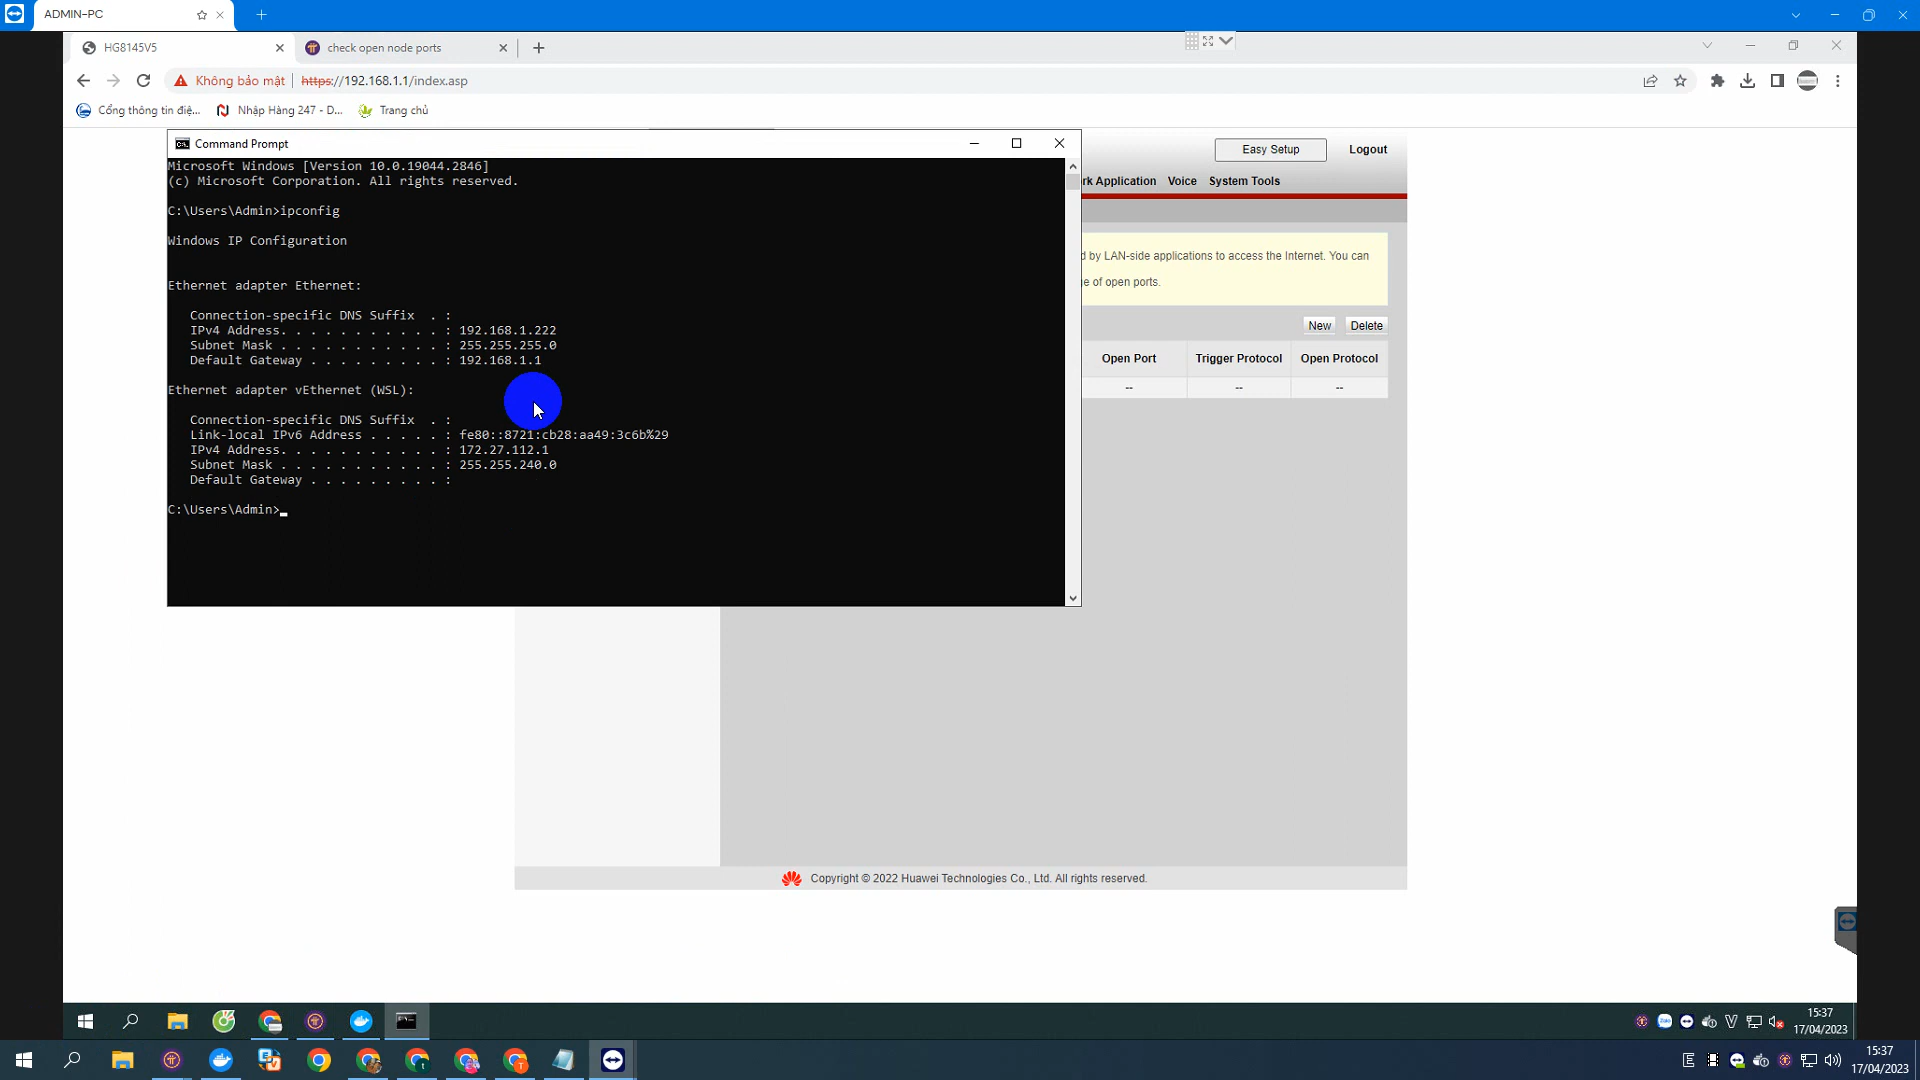 ADMIN-PC
HG8145V5
check open node ports
Không bảo mật
https://192.168.1.1/index.asp
Cổng thông tin điệ...
Nhập Hàng 247 - D...
Trang chủ
Command Prompt
Microsoft Windows [Version 10.0.19044.2846]
(c) Microsoft Corporation. All rights reserved.
C:\Users\Admin>ipconfig
Windows IP Configuration
Ethernet adapter Ethernet:
Connection-specific DNS Suffix . :
IPv4 Address. . . . . . . . . . . : 192.168.1.222
Subnet Mask . . . . . . . . . . . : 255.255.255.0
Default Gateway . . . . . . . . . : 192.168.1.1
Ethernet adapter vEthernet (WSL):
Connection-specific DNS Suffix . :
Link-local IPv6 Address . . . . . : fe80::8721:cb28:aa49:3c6b%29
IPv4 Address. . . . . . . . . . . : 172.27.112.1
Subnet Mask . . . . . . . . . . . : 255.255.240.0
Default Gateway . . . . . . . . . :
C:\Users\Admin>
Easy Setup
Logout
rk Application
Voice
System Tools
d by LAN-side applications to access the Internet. You can
ge of open ports.
New
Delete
Open Port
Trigger Protocol
Open Protocol
--
--
--
Copyright © 2022 Huawei Technologies Co., Ltd. All rights reserved.
15:37
17/04/2023
15:37
17/04/2023